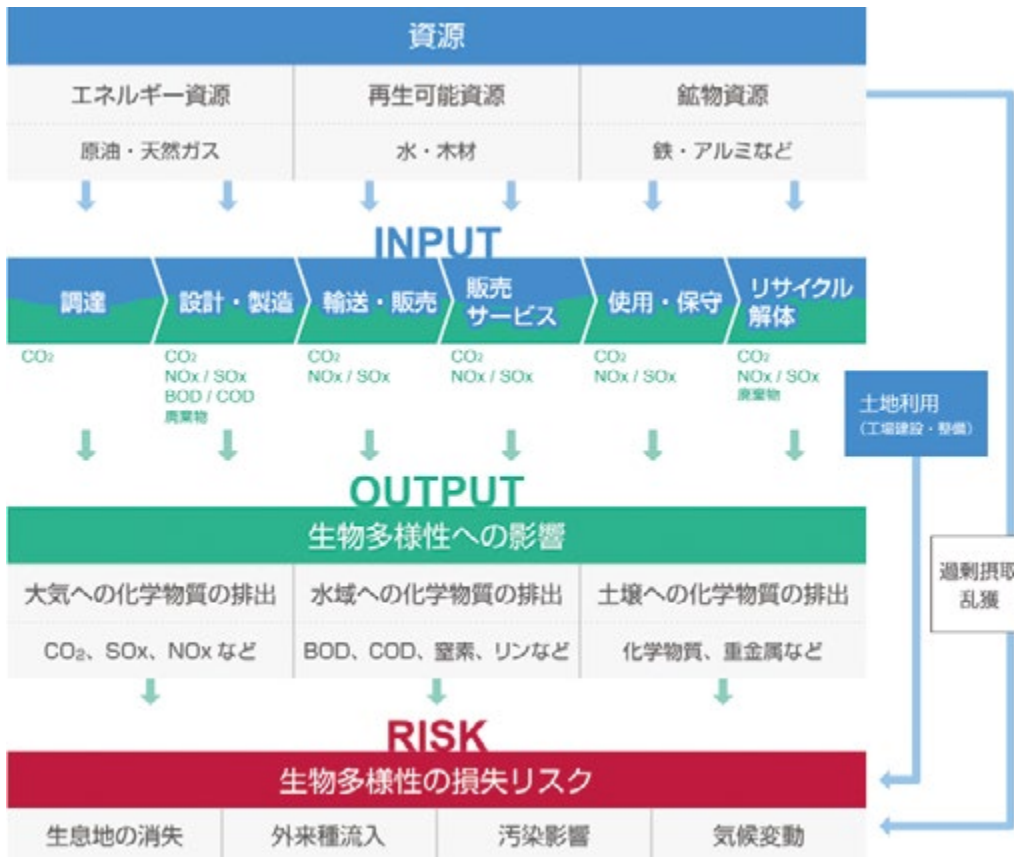 資源
エネルギー資源
再生可能資源
鉱物資源
原油・天然ガス
水・木材
鉄・アルミなど
INPUT
調達
設計・製造
輸送・販売
販売
サービス
使用・保守
リサイクル
解体
CO₂
CO₂
NOx / SOx
BOD / COD
廃棄物
CO₂
NOx / SOx
CO₂
NOx / SOx
CO₂
NOx / SOx
CO₂
NOx / SOx
廃棄物
土地利用
(工場建設・整備)
OUTPUT
生物多様性への影響
大気への化学物質の排出
水域への化学物質の排出
土壌への化学物質の排出
CO₂、SOx、NOx など
BOD、COD、窒素、リンなど
化学物質、重金属など
過剰摂取
乱獲
RISK
生物多様性の損失リスク
生息地の消失
外来種流入
汚染影響
気候変動